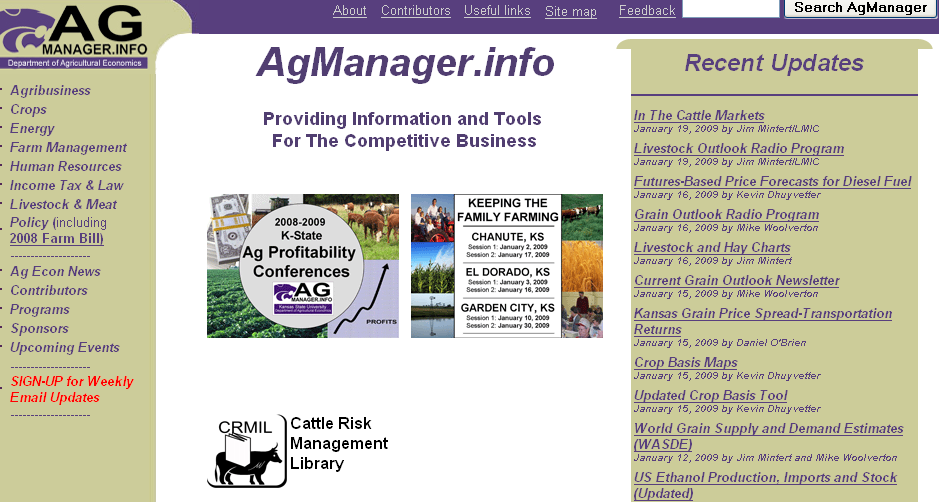 About Contributors Useful links Site map Feedback Search AgManager
AG
MANAGER.INFO
Department of Agricultural Economics
Agribusiness
Crops
Energy
Farm Management
Human Resources
Income Tax & Law
Livestock & Meat
Policy (including
2008 Farm Bill)
--------------------
Ag Econ News
Contributors
Programs
Sponsors
Upcoming Events
--------------------
SIGN-UP for Weekly
Email Updates
--------------------
AgManager.info
Providing Information and Tools
For The Competitive Business
2008-2009
K-State
Ag Profitability
Conferences
AG
MANAGER.INFO
Kansas State University
Department of Agricultural Economics
PROFITS
KEEPING THE
FAMILY FARMING
CHANUTE, KS
Session 1: January 2, 2009
Session 2: January 17, 2009
EL DORADO, KS
Session 1: January 3, 2009
Session 2: January 16, 2009
GARDEN CITY, KS
Session 1: January 10, 2009
Session 2: January 30, 2009
CRMIL
Cattle Risk
Management
Library
Recent Updates
In The Cattle Markets
January 19, 2009 by Jim Mintert/LMIC
Livestock Outlook Radio Program
January 19, 2009 by Jim Mintert/LMIC
Futures-Based Price Forecasts for Diesel Fuel
January 16, 2009 by Kevin Dhuyvetter
Grain Outlook Radio Program
January 16, 2009 by Mike Woolverton
Livestock and Hay Charts
January 16, 2009 by Jim Mintert
Current Grain Outlook Newsletter
January 15, 2009 by Mike Woolverton
Kansas Grain Price Spread-Transportation
Returns
January 15, 2009 by Daniel O'Brien
Crop Basis Maps
January 15, 2009 by Kevin Dhuyvetter
Updated Crop Basis Tool
January 15, 2009 by Kevin Dhuyvetter
World Grain Supply and Demand Estimates
(WASDE)
January 12, 2009 by Jim Mintert and Mike Woolverton
US Ethanol Production, Imports and Stock
(Updated)